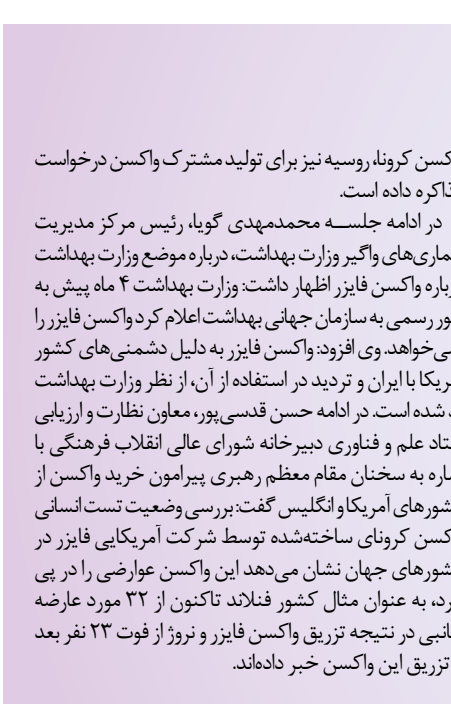 کسن کرونا، روسیه نیز برای تولید مشترک واکسن درخواست
ذاکره داده است.
در ادامه جلســه محمدمهدی گویا، رئیس مرکز مدیریت
ماری‌های واگیر وزارت بهداشت، درباره موضع وزارت بهداشت
رباره واکسن فایزر اظهار داشت: وزارت بهداشت ۴ ماه پیش به
ور رسمی به سازمان جهانی بهداشت اعلام کرد واکسن فایزر را
ی‌خواهد. وی افزود: واکسن فایزر به دلیل دشمنی‌های کشور
ریکا با ایران و تردید در استفاده از آن، از نظر وزارت بهداشت
د شده است. در ادامه حسن قدسی‌پور، معاون نظارت و ارزیابی
تاد علم و فناوری دبیرخانه شورای عالی انقلاب فرهنگی با
اره به سخنان مقام معظم رهبری پیرامون خرید واکسن از
شورهای آمریکا و انگلیس گفت: بررسی وضعیت تست انسانی
کسن کرونای ساخته‌شده توسط شرکت آمریکایی فایزر در
شورهای جهان نشان می‌دهد این واکسن عوارضی را در پی
رد، به عنوان مثال کشور فنلاند تاکنون از ۳۲ مورد عارضه
انبی در نتیجه تزریق واکسن فایزر و نروژ از فوت ۲۳ نفر بعد
تزریق این واکسن خبر داده‌اند.